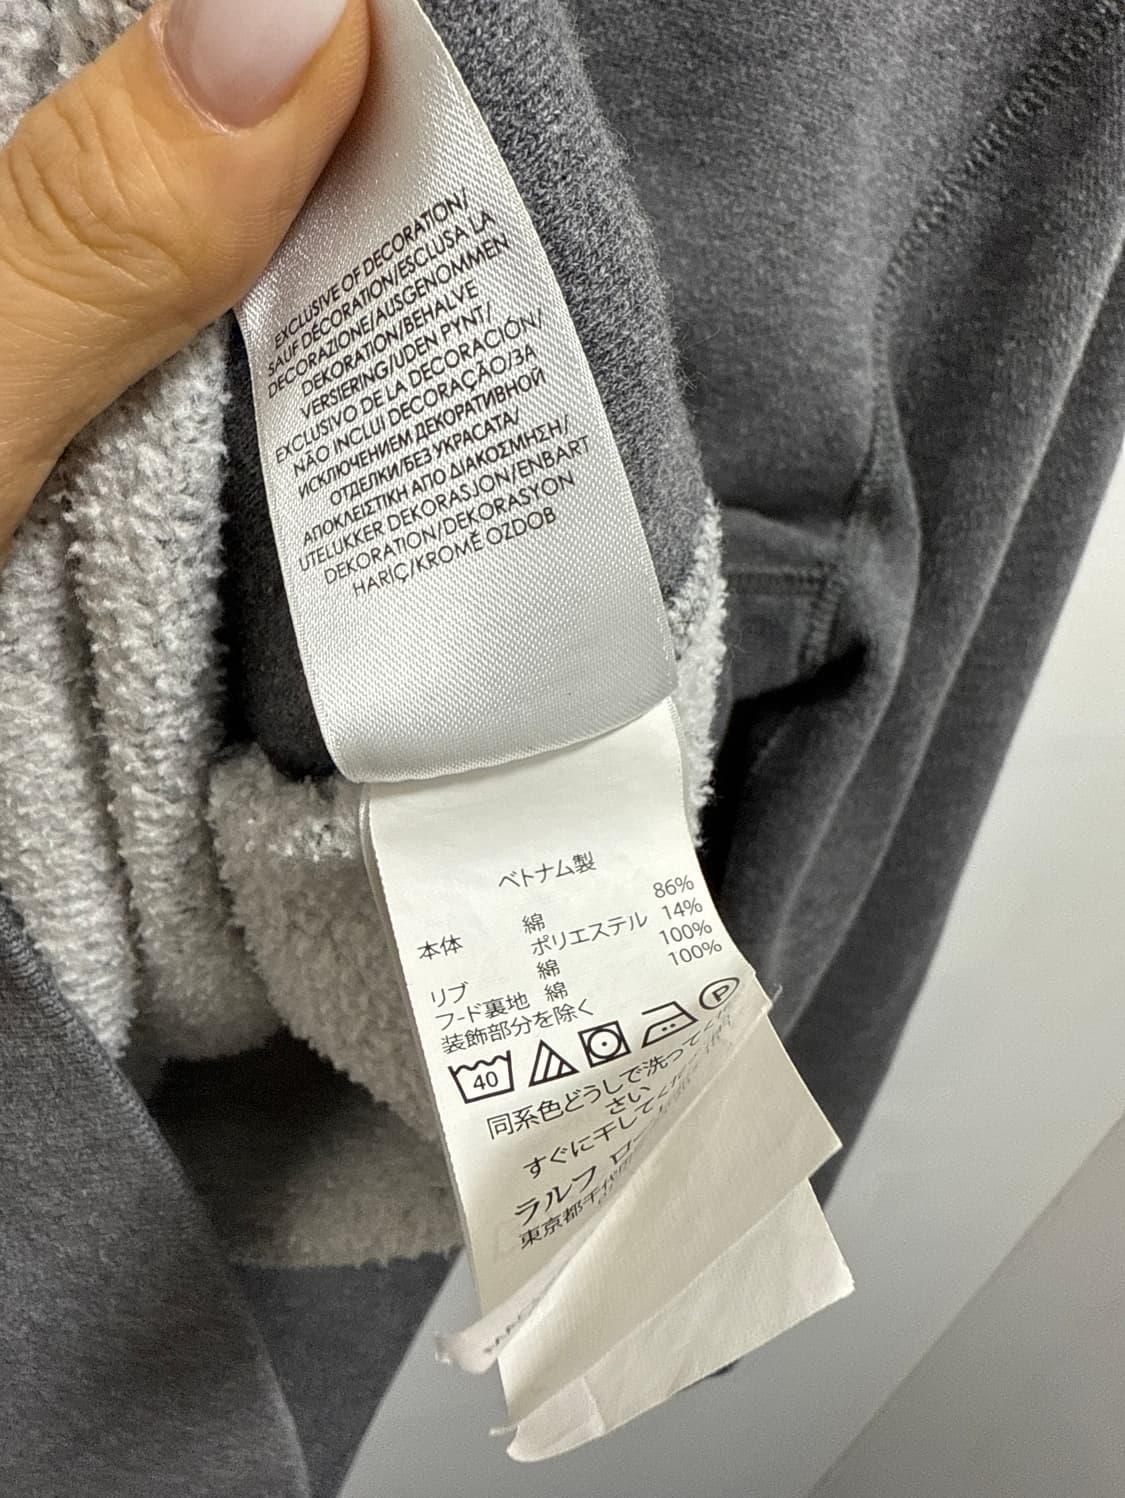 EXCLUSIVE OF DECORATION/
SAUF DÉCORATION/ESCLUSA LA
DECORAZIONE/AUSGENOMMEN
DEKORATION/BEHALVE
VERSIERING/UDEN PYNT/
EXCLUSIVO DE LA DECORACIÓN/
NÃO INCLUI DECORAÇÃO/ЗА
ИСКЛЮЧЕНИЕМ ДЕКОРАТИВНОЙ
ОТДЕЛКИ/БЕЗ УКРАСАТА/
ΑΠΟΚΛΕΙΣΤΙΚΗ ΑΠΟ ΔΙΑΚΟΣΜΗΣΗ/
UTELUKKER DEKORASJON/ENBART
DEKORATION/DEKORASYON
HARIÇ/KROMĚ OZDOB
ベトナム製
本体 綿 86%
ポリエステル 14%
リブ 綿 100%
フード裏地 綿 100%
装飾部分を除く
40 P
同系色どうしで洗って
さい
すぐに干して
ラルフ ロー
東京都千代